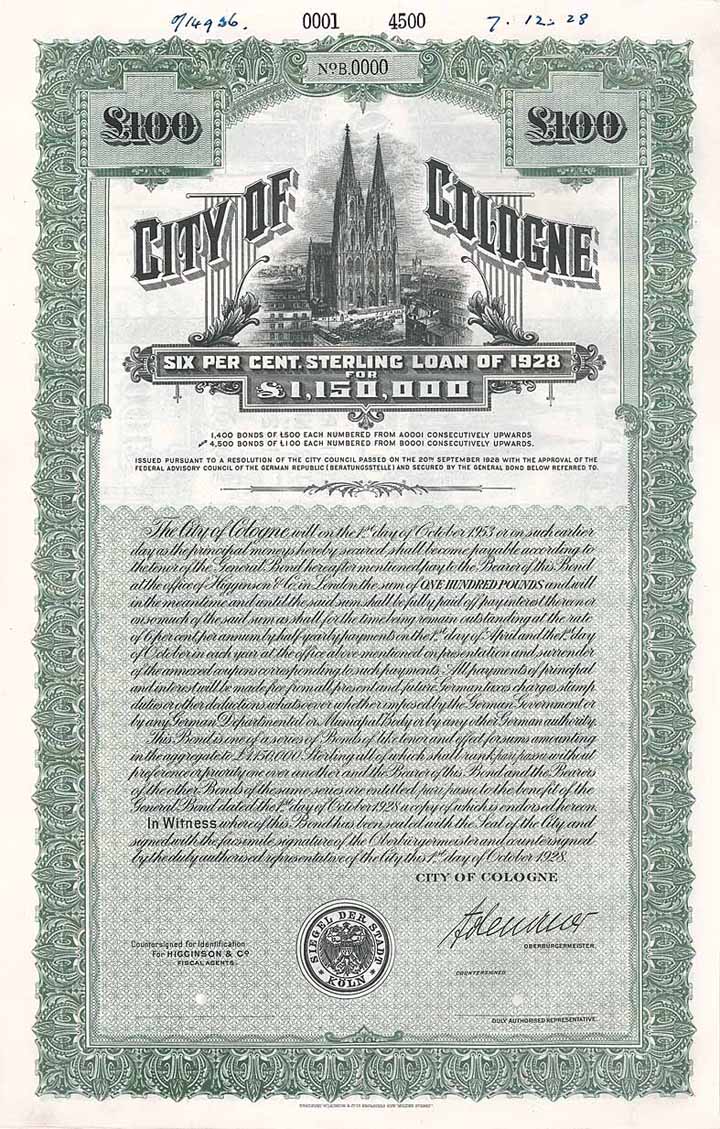 0/14936. 0001 4500 7. 12. 28
No B.0000
£100 £100
CITY OF COLOGNE
SIX PER CENT. STERLING LOAN OF 1928
FOR
£1,150,000
1,400 BONDS OF £500 EACH NUMBERED FROM A0001 CONSECUTIVELY UPWARDS
4,500 BONDS OF £100 EACH NUMBERED FROM B0001 CONSECUTIVELY UPWARDS.
ISSUED PURSUANT TO A RESOLUTION OF THE CITY COUNCIL PASSED ON THE 20TH SEPTEMBER 1928 WITH THE APPROVAL OF THE
FEDERAL ADVISORY COUNCIL OF THE GERMAN REPUBLIC (BERATUNGSSTELLE) AND SECURED BY THE GENERAL BOND BELOW REFERRED TO.
The City of Cologne will on the 1st day of October 1953 or on such earlier
day as the principal moneys hereby secured shall become payable according to
the tenor of the General Bond hereafter mentioned pay to the Bearer of this Bond
at the office of Higginson & Co. in London the sum of ONE HUNDRED POUNDS and will
in the meantime and until the said sum shall be fully paid off pay interest thereon or
on so much of the said sum as shall for the time being remain outstanding at the rate
of 6 per cent per annum by half yearly payments on the 1st day of April and the 1st day
of October in each year at the office above mentioned on presentation and surrender
of the annexed coupons corresponding to such payments. All payments of principal
and interest will be made free from all present and future German taxes charges stamp
duties or other deductions whatsoever whether imposed by the German Government or
by any German Departmental or Municipal Body or by any other German authority.
This Bond is one of a series of Bonds of like tenor and effect for sums amounting
in the aggregate to £1,150,000 Sterling all of which shall rank pari passu without
preference or priority one over another and the Bearer of this Bond and the Bearers
of the other Bonds of the same series are entitled pari passu to the benefit of the
General Bond dated the 1st day of October 1928 a copy of which is endorsed hereon.
In Witness whereof this Bond has been sealed with the Seal of the City and
signed with the facsimile signature of the Oberburgermeister and countersigned
by the duly authorised representative of the City this 1st day of October 1928.
CITY OF COLOGNE
Adenauer
OBERBÜRGERMEISTER.
Countersigned for Identification
For HIGGINSON & Co
FISCAL AGENTS.
SIEGEL DER STADT
KÖLN
COUNTERSIGNED
DULY AUTHORISED REPRESENTATIVE.